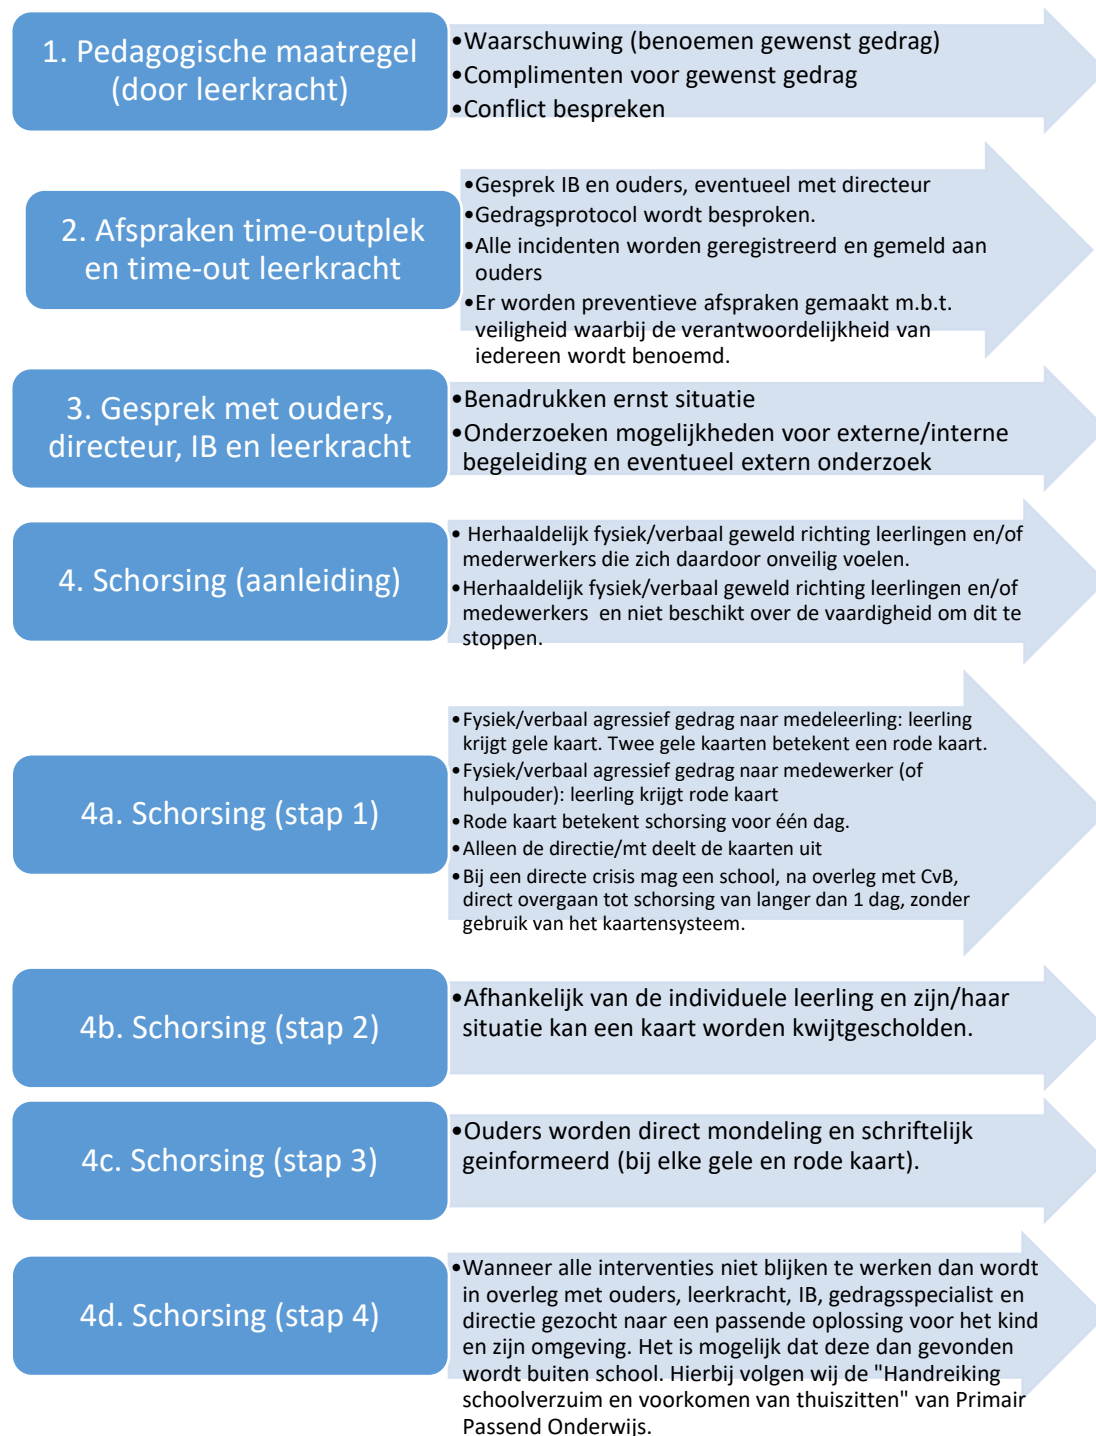 1. Pedagogische maatregel
(door leerkracht)
•Waarschuwing (benoemen gewenst gedrag)
•Complimenten voor gewenst gedrag
•Conflict bespreken
2. Afspraken time-outplek
en time-out leerkracht
•Gesprek IB en ouders, eventueel met directeur
•Gedragsprotocol wordt besproken.
•Alle incidenten worden geregistreerd en gemeld aan
ouders
•Er worden preventieve afspraken gemaakt m.b.t.
veiligheid waarbij de verantwoordelijkheid van
iedereen wordt benoemd.
3. Gesprek met ouders,
directeur, IB en leerkracht
•Benadrukken ernst situatie
•Onderzoeken mogelijkheden voor externe/interne
begeleiding en eventueel extern onderzoek
4. Schorsing (aanleiding)
• Herhaaldelijk fysiek/verbaal geweld richting leerlingen en/of
mederwerkers die zich daardoor onveilig voelen.
•Herhaaldelijk fysiek/verbaal geweld richting leerlingen en/of
medewerkers  en niet beschikt over de vaardigheid om dit te
stoppen.
4a. Schorsing (stap 1)
•Fysiek/verbaal agressief gedrag naar medeleerling: leerling
krijgt gele kaart. Twee gele kaarten betekent een rode kaart.
•Fysiek/verbaal agressief gedrag naar medewerker (of
hulpouder): leerling krijgt rode kaart
•Rode kaart betekent schorsing voor één dag.
•Alleen de directie/mt deelt de kaarten uit
•Bij een directe crisis mag een school, na overleg met CvB,
direct overgaan tot schorsing van langer dan 1 dag, zonder
gebruik van het kaartensysteem.
4b. Schorsing (stap 2)
•Afhankelijk van de individuele leerling en zijn/haar
situatie kan een kaart worden kwijtgescholden.
4c. Schorsing (stap 3)
•Ouders worden direct mondeling en schriftelijk
geinformeerd (bij elke gele en rode kaart).
4d. Schorsing (stap 4)
•Wanneer alle interventies niet blijken te werken dan wordt
in overleg met ouders, leerkracht, IB, gedragsspecialist en
directie gezocht naar een passende oplossing voor het kind
en zijn omgeving. Het is mogelijk dat deze dan gevonden
wordt buiten school. Hierbij volgen wij de "Handreiking
schoolverzuim en voorkomen van thuiszitten" van Primair
Passend Onderwijs.